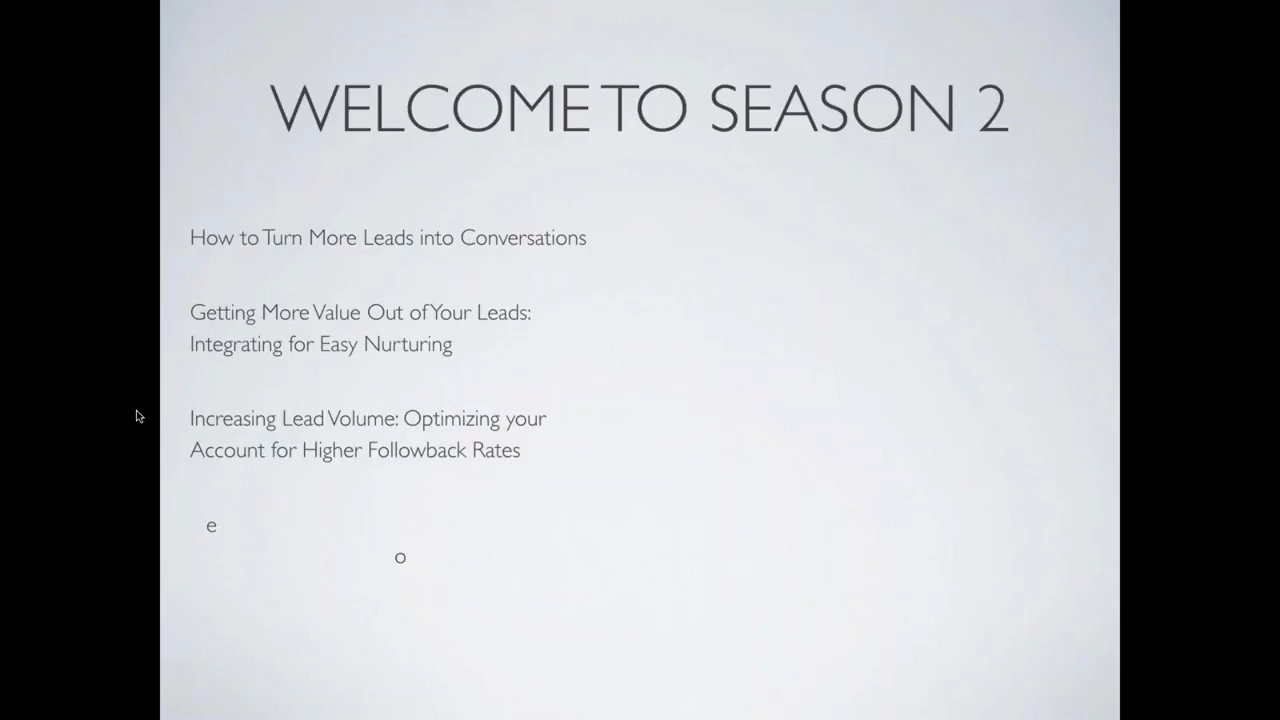 WELCOME TO SEASON 2
How to Turn More Leads into Conversations
Getting More Value Out of Your Leads:
Integrating for Easy Nurturing
Increasing Lead Volume: Optimizing your
Account for Higher Followback Rates
e
o